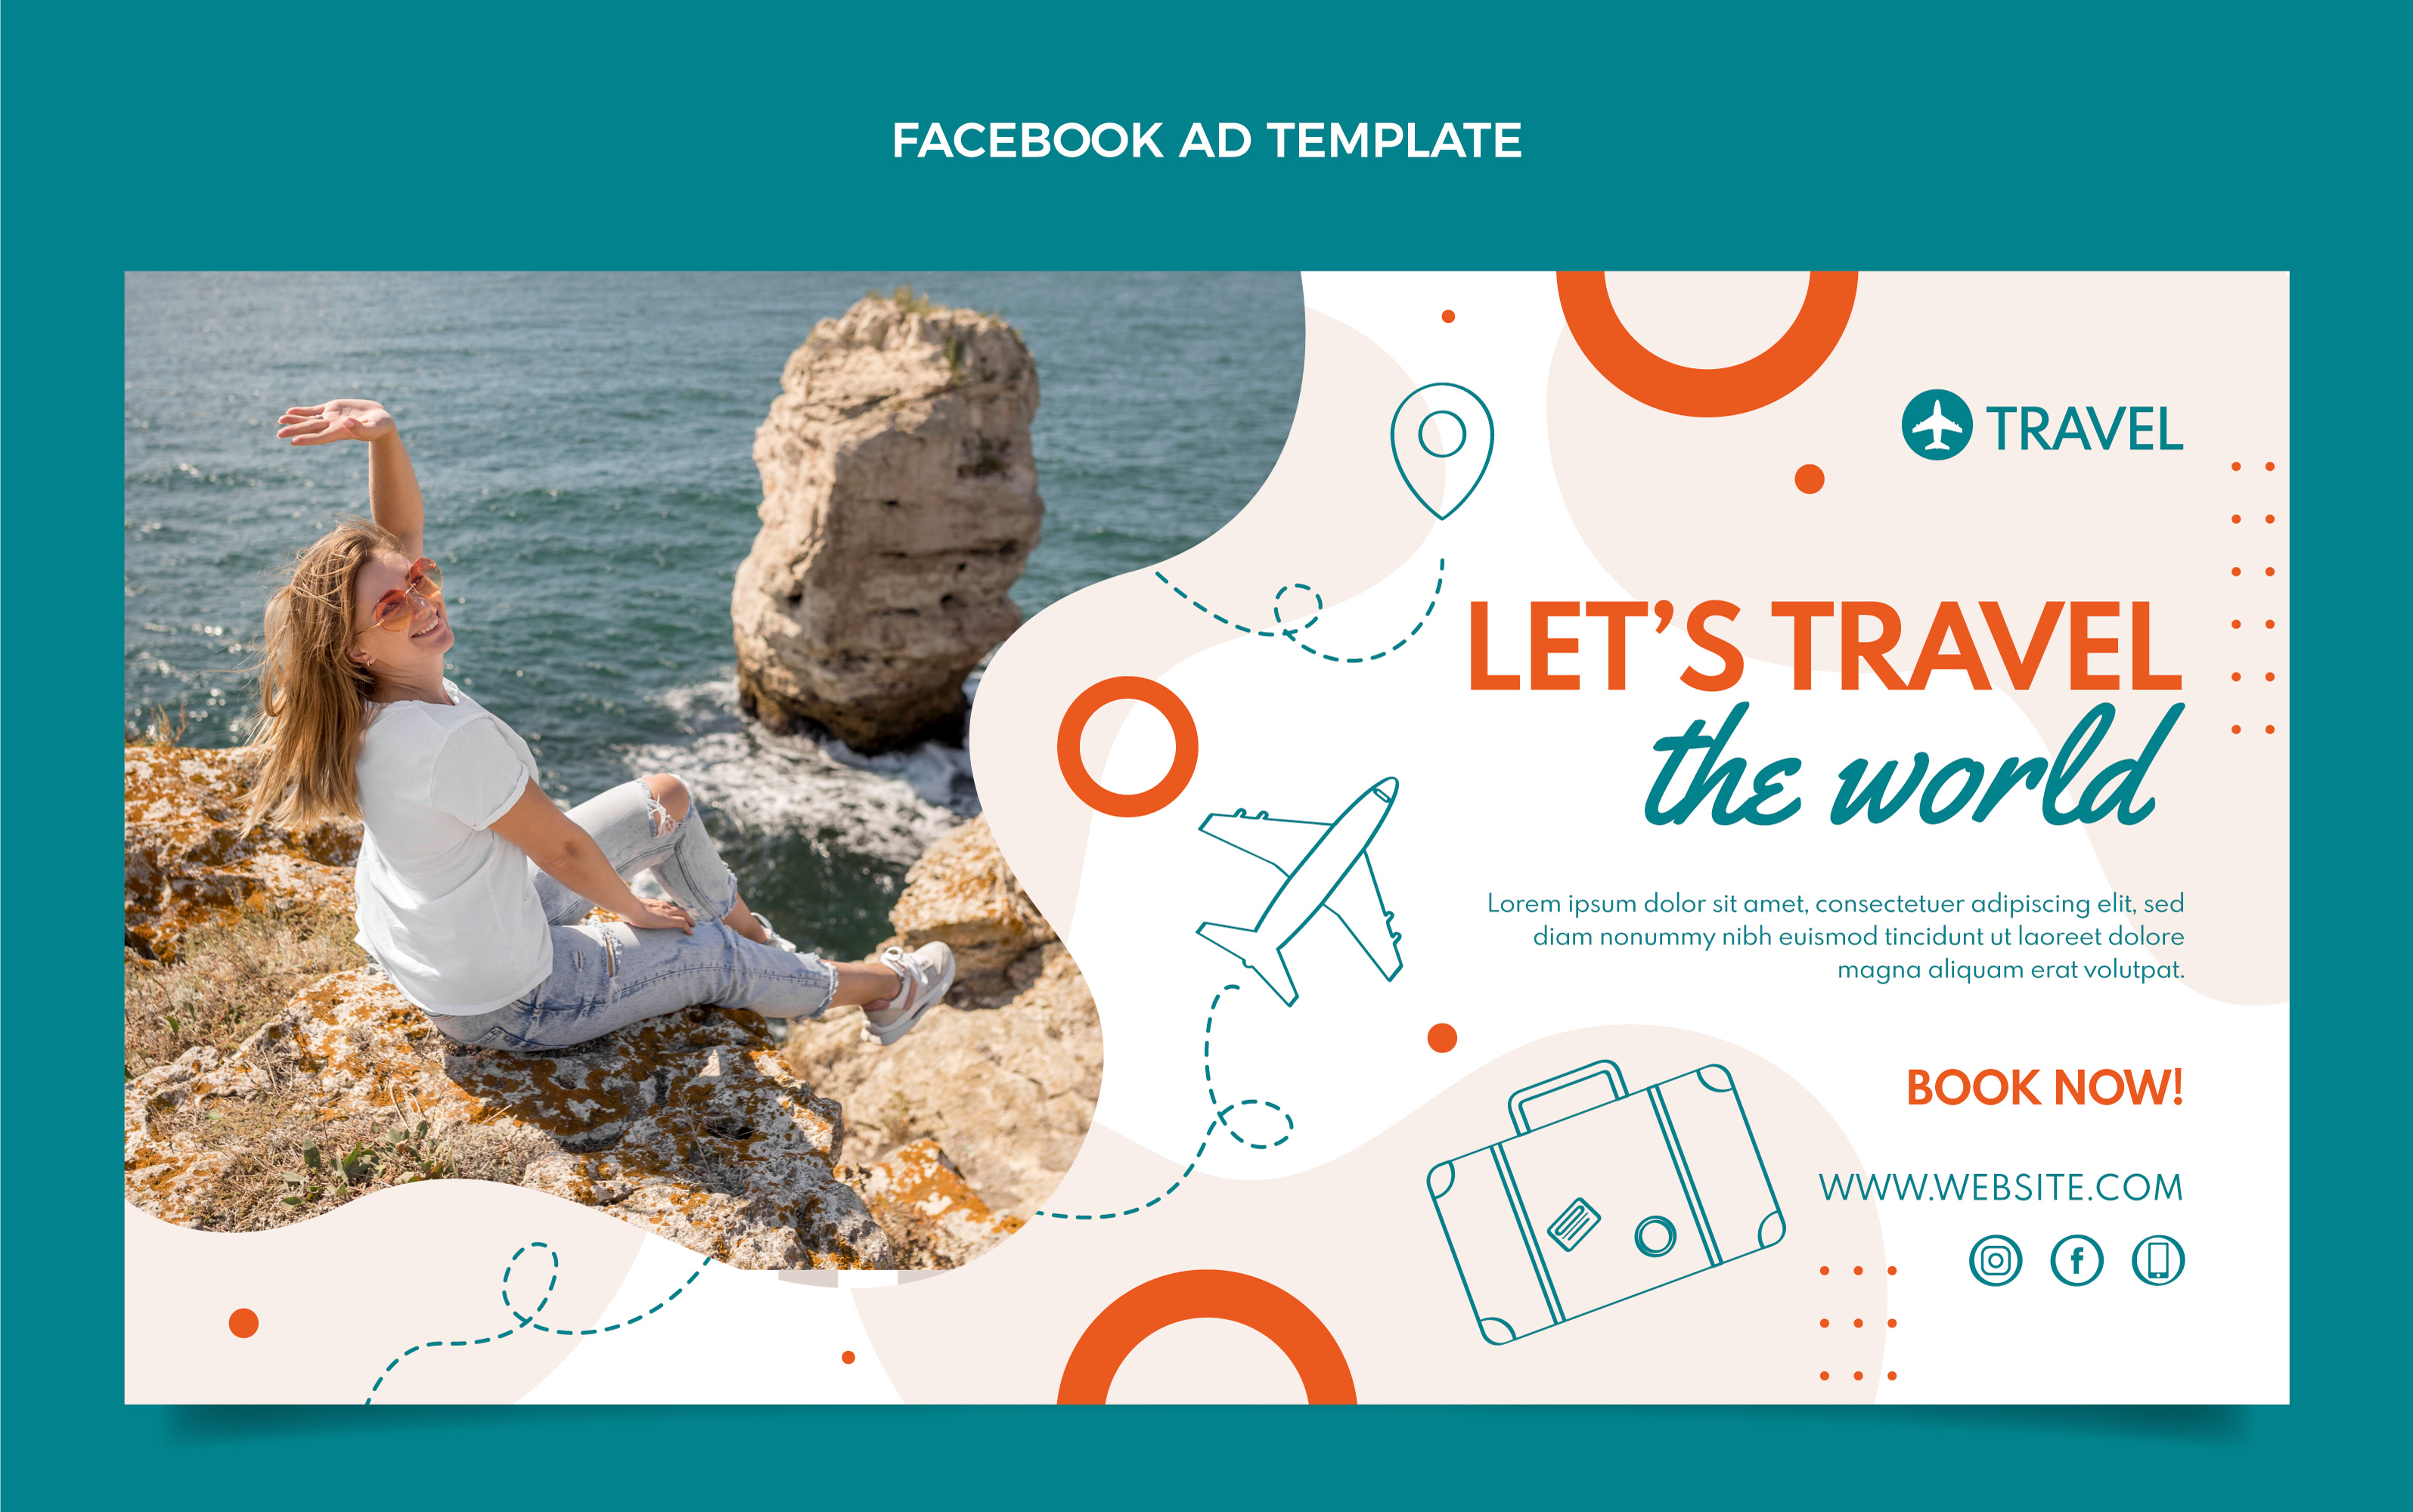 FACEBOOK AD TEMPLATE
TRAVEL
LET’S TRAVEL
the world
Lorem ipsum dolor sit amet, consectetuer adipiscing elit, sed
diam nonummy nibh euismod tincidunt ut laoreet dolore
magna aliquam erat volutpat.
BOOK NOW!
WWW.WEBSITE.COM